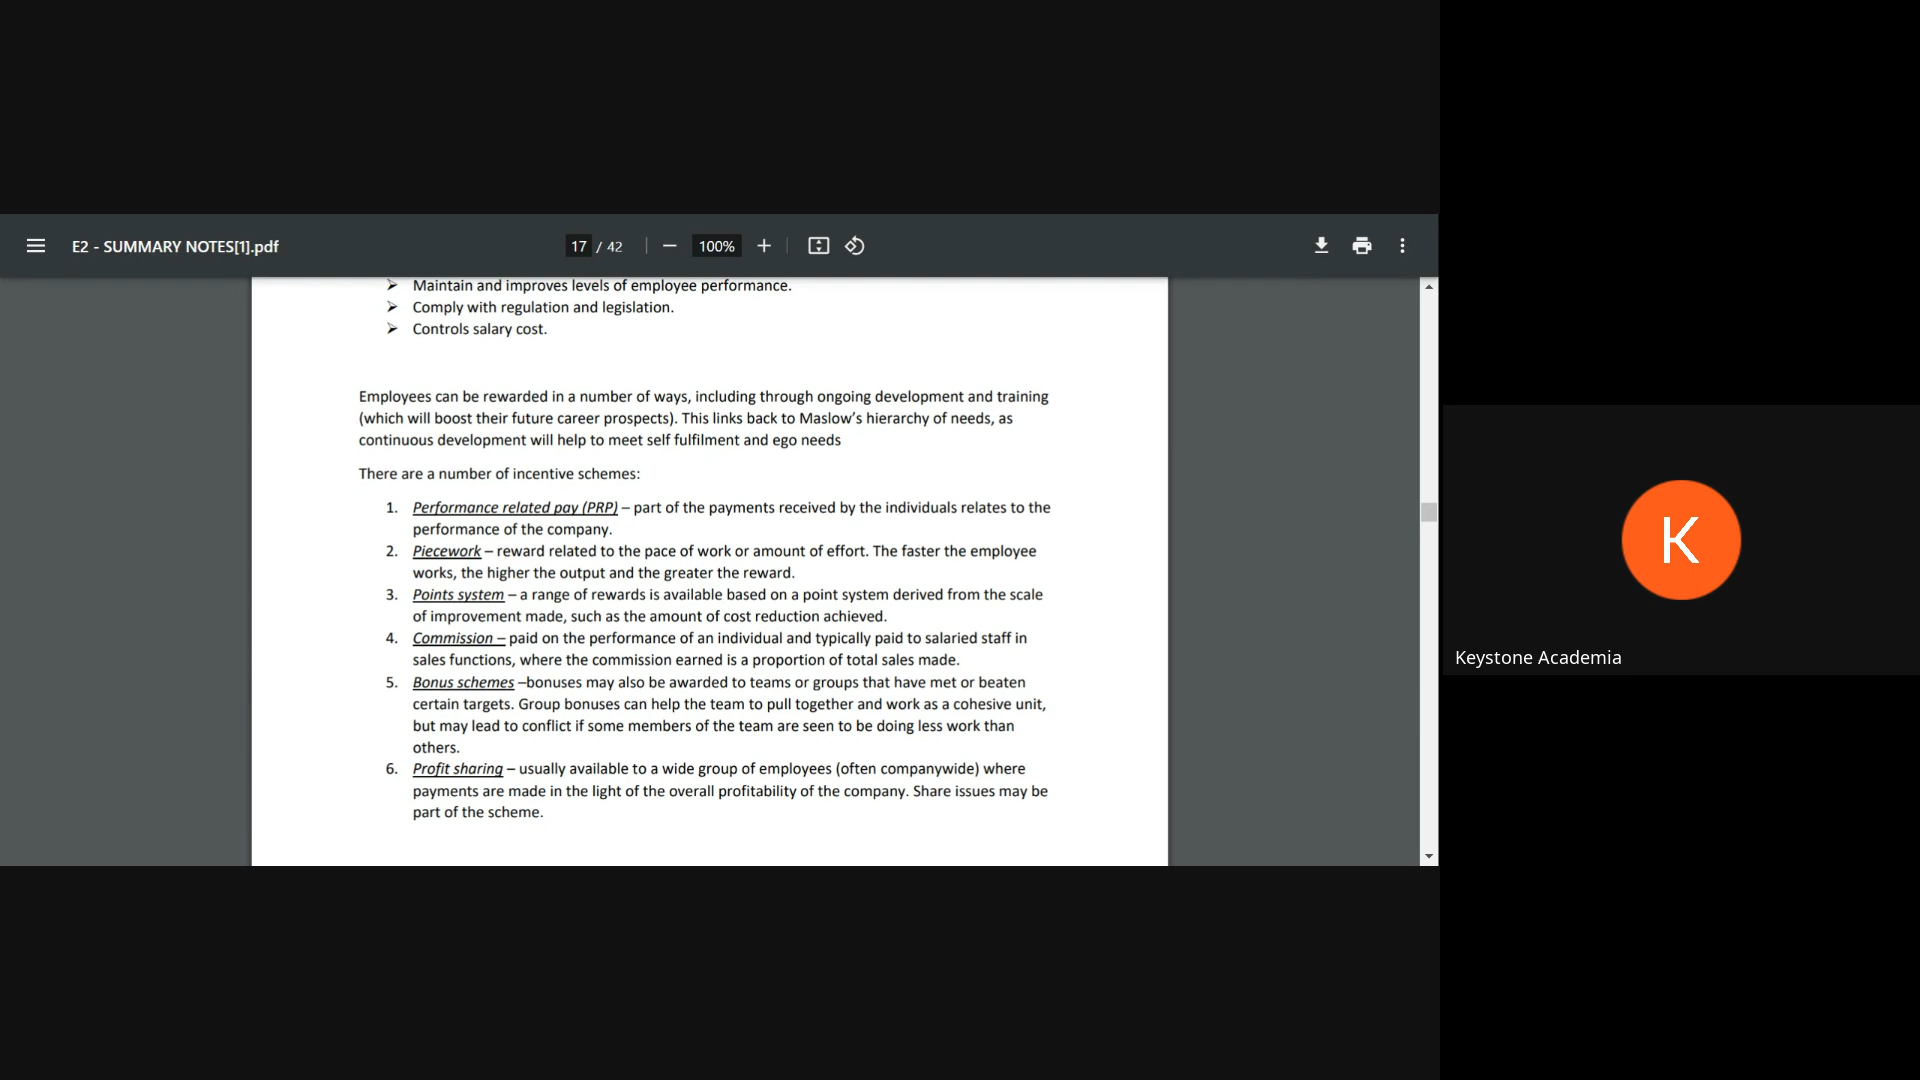 E2 - SUMMARY NOTES[1].pdf
17 / 42
100%
Maintain and improves levels of employee performance.
Comply with regulation and legislation.
Controls salary cost.
Employees can be rewarded in a number of ways, including through ongoing development and training
(which will boost their future career prospects). This links back to Maslow’s hierarchy of needs, as
continuous development will help to meet self fulfilment and ego needs
There are a number of incentive schemes:
1. Performance related pay (PRP) – part of the payments received by the individuals relates to the
performance of the company.
2. Piecework – reward related to the pace of work or amount of effort. The faster the employee
works, the higher the output and the greater the reward.
3. Points system – a range of rewards is available based on a point system derived from the scale
of improvement made, such as the amount of cost reduction achieved.
4. Commission – paid on the performance of an individual and typically paid to salaried staff in
sales functions, where the commission earned is a proportion of total sales made.
5. Bonus schemes –bonuses may also be awarded to teams or groups that have met or beaten
certain targets. Group bonuses can help the team to pull together and work as a cohesive unit,
but may lead to conflict if some members of the team are seen to be doing less work than
others.
6. Profit sharing – usually available to a wide group of employees (often companywide) where
payments are made in the light of the overall profitability of the company. Share issues may be
part of the scheme.
K
Keystone Academia